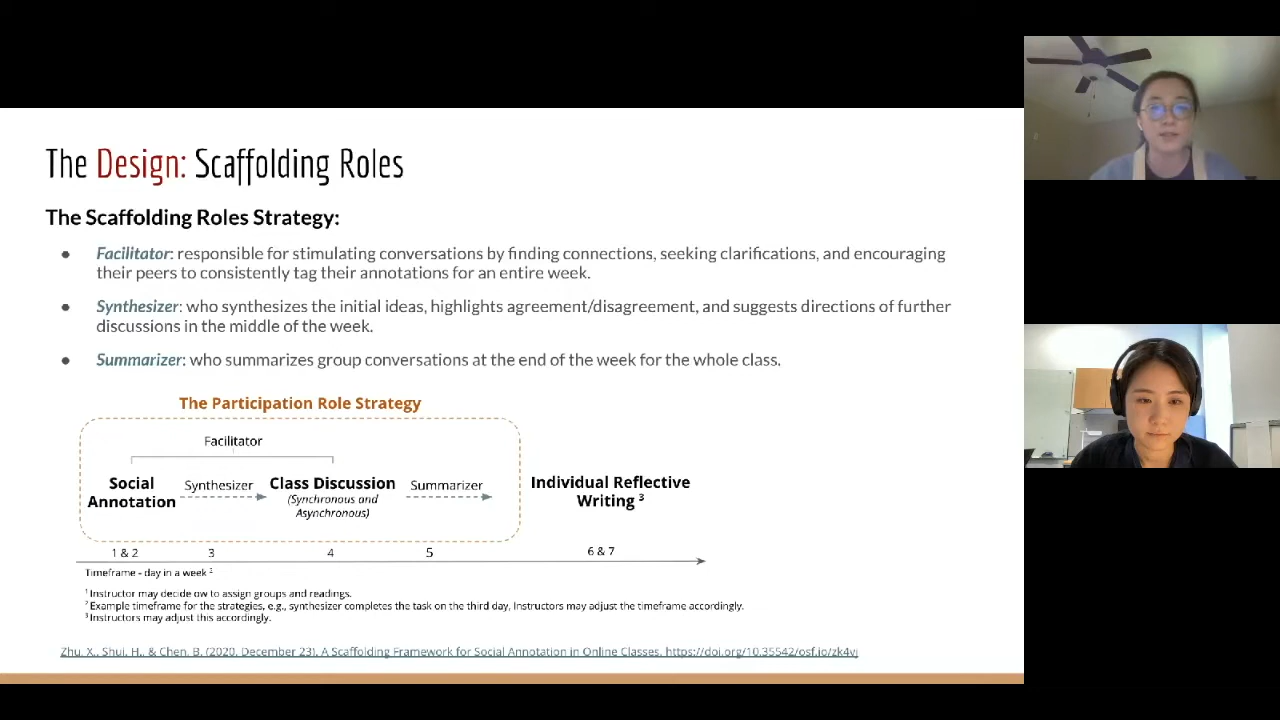 The Design: Scaffolding Roles
The Scaffolding Roles Strategy:
● Facilitator: responsible for stimulating conversations by finding connections, seeking clarifications, and encouraging
their peers to consistently tag their annotations for an entire week.
● Synthesizer: who synthesizes the initial ideas, highlights agreement/disagreement, and suggests directions of further
discussions in the middle of the week.
● Summarizer: who summarizes group conversations at the end of the week for the whole class.
The Participation Role Strategy
Facilitator
Social
Annotation
Synthesizer
Class Discussion
(Synchronous and
Asynchronous)
Summarizer
Individual Reflective
Writing 3
1 & 2
3
4
5
6 & 7
Timeframe - day in a week 2
1 Instructor may decide ow to assign groups and readings.
2 Example timeframe for the strategies, e.g., synthesizer completes the task on the third day, Instructors may adjust the timeframe accordingly.
3 Instructors may adjust this accordingly.
Zhu, X., Shui, H., & Chen, B. (2020, December 23). A Scaffolding Framework for Social Annotation in Online Classes. https://doi.org/10.35542/osf.io/zk4vj